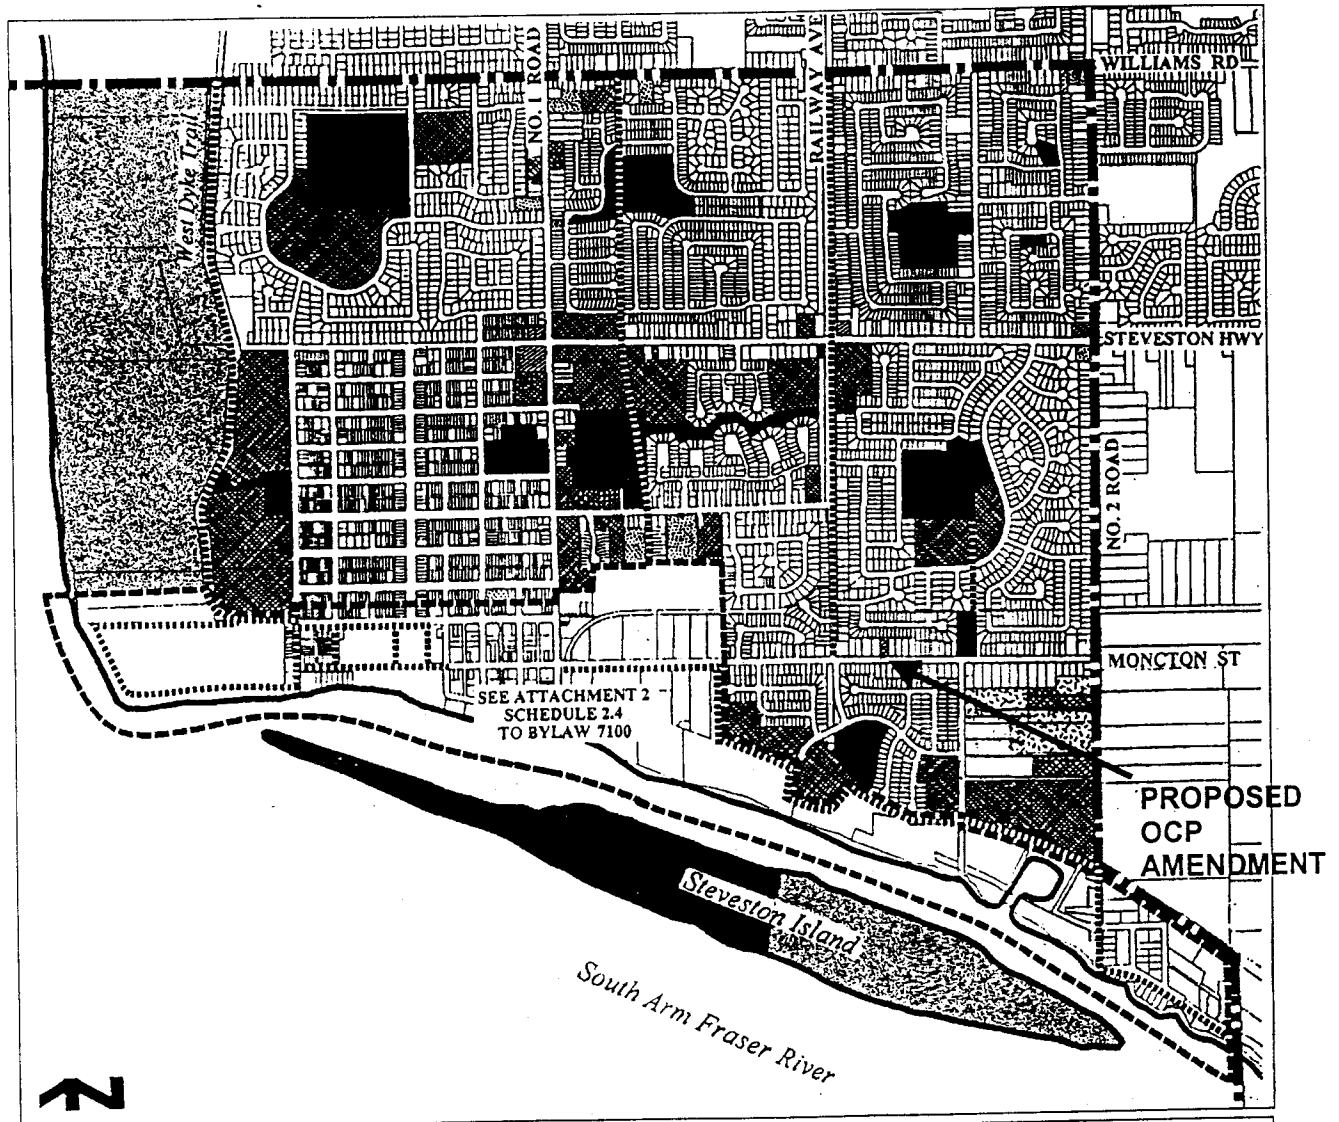 WILLIAMS RD
NO. 1 ROAD
RAILWAY AVE
West Dyke Trail
STEVESTON HWY
NO. 2 ROAD
MONCTON ST
SEE ATTACHMENT 2
SCHEDULE 2.4
TO BYLAW 7100
PROPOSED
OCP
AMENDMENT
Steveston Island
South Arm Fraser River
N